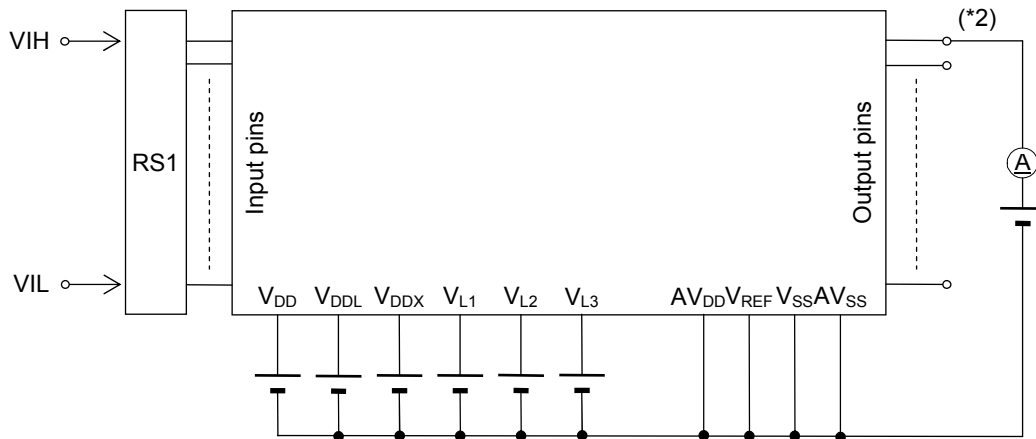 VIH
(*2)
Input pins
RS1
Output pins
A
VIL
VDD VDDL VDDX VL1 VL2 VL3 AVDD VREF VSS AVSS